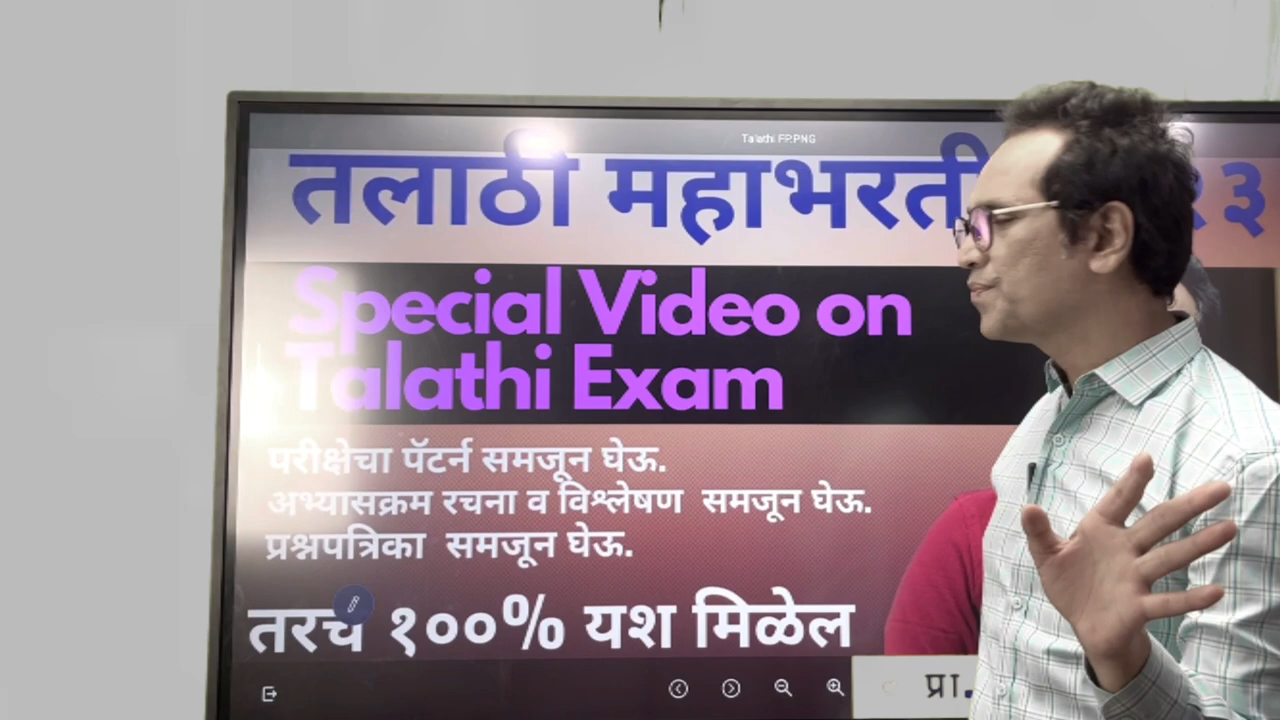 Talathi FP.PNG
तलाठी महाभरती २३
Special Video on
Talathi Exam
परीक्षेचा पॅटर्न समजून घेऊ.
अभ्यासक्रम रचना व विश्लेषण समजून घेऊ.
प्रश्नपत्रिका समजून घेऊ.
तरच १००% यश मिळेल
प्रा.